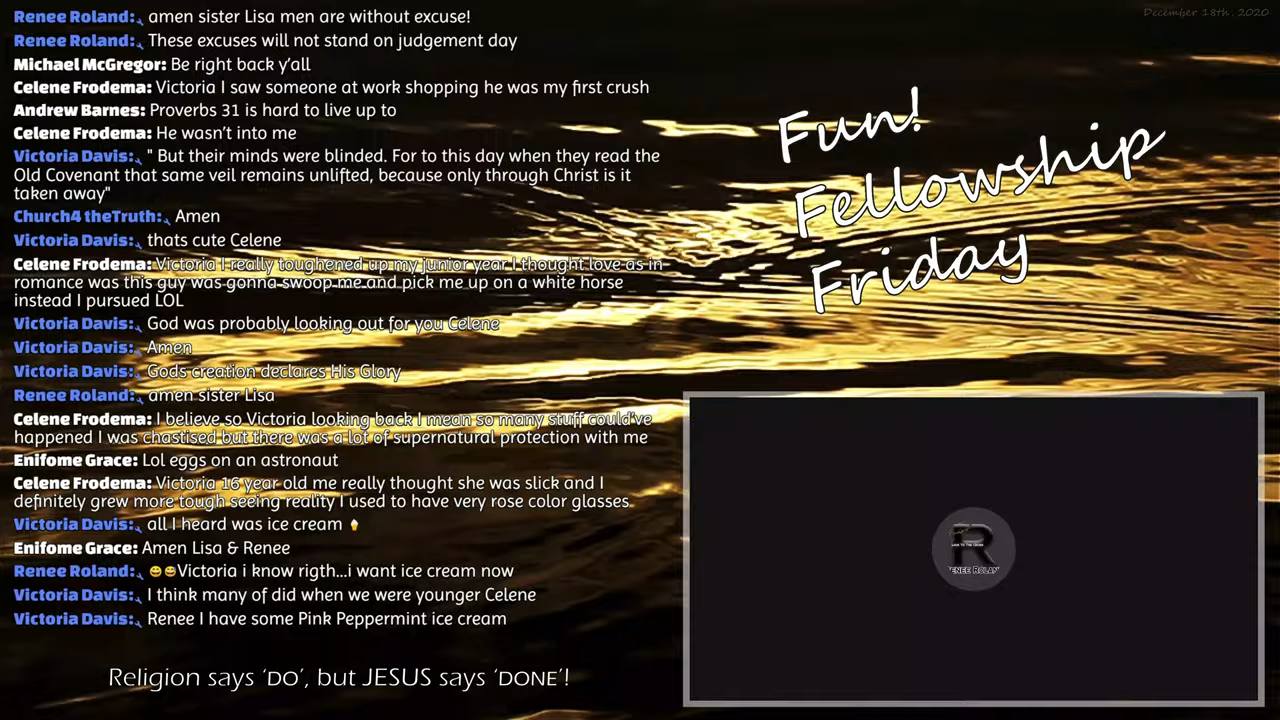 Renee Roland: amen sister Lisa men are without excuse!
Renee Roland: These excuses will not stand on judgement day
Michael McGregor: Be right back y'all
Celene Frodema: Victoria I saw someone at work shopping he was my first crush
Andrew Barnes: Proverbs 31 is hard to live up to
Celene Frodema: He wasn't into me
Victoria Davis: " But their minds were blinded. For to this day when they read the
Old Covenant that same veil remains unlifted, because only through Christ is it
taken away"
Church4 theTruth: Amen
Victoria Davis: thats cute Celene
Celene Frodema: Victoria I really toughened up my junior year I thought love as in
romance was this guy was gonna swoop me and pick me up on a white horse
instead I pursued LOL
Victoria Davis: God was probably looking out for you Celene
Victoria Davis: Amen
Victoria Davis: Gods creation declares His Glory
Renee Roland: amen sister Lisa
Celene Frodema: I believe so Victoria looking back I mean so many stuff could've
happened I was chastised but there was a lot of supernatural protection with me
Enifome Grace: Lol eggs on an astronaut
Celene Frodema: Victoria 16 year old me really thought she was slick and I
definitely grew more tough seeing reality I used to have very rose color glasses
Victoria Davis: all I heard was ice cream 🍦
Enifome Grace: Amen Lisa & Renee
Renee Roland: 😄😅Victoria i know rigth...i want ice cream now
Victoria Davis: I think many of did when we were younger Celene
Victoria Davis: Renee I have some Pink Peppermint ice cream
Religion says 'DO', but JESUS says 'DONE'!
December 18th, 2020
Fun!
Fellowship
Friday
R
ENEE ROLAN